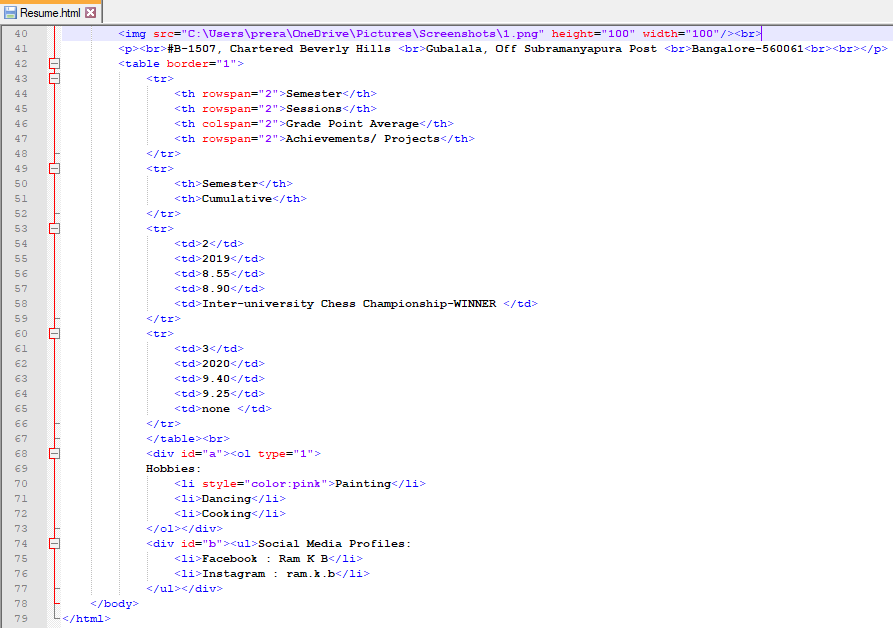 Resume.html
40 <img src="C:\Users\prera\OneDrive\Pictures\Screenshots\1.png" height="100" width="100"/><br>
41 <p><br>#B-1507, Chartered Beverly Hills <br>Gubalala, Off Subramanyapura Post <br>Bangalore-560061<br><br></p>
42 <table border="1">
43 <tr>
44 <th rowspan="2">Semester</th>
45 <th rowspan="2">Sessions</th>
46 <th colspan="2">Grade Point Average</th>
47 <th rowspan="2">Achievements/ Projects</th>
48 </tr>
49 <tr>
50 <th>Semester</th>
51 <th>Cumulative</th>
52 </tr>
53 <tr>
54 <td>2</td>
55 <td>2019</td>
56 <td>8.55</td>
57 <td>8.90</td>
58 <td>Inter-university Chess Championship-WINNER </td>
59 </tr>
60 <tr>
61 <td>3</td>
62 <td>2020</td>
63 <td>9.40</td>
64 <td>9.25</td>
65 <td>none </td>
66 </tr>
67 </table><br>
68 <div id="a"><ol type="1">
69 Hobbies:
70 <li style="color:pink">Painting</li>
71 <li>Dancing</li>
72 <li>Cooking</li>
73 </ol></div>
74 <div id="b"><ul>Social Media Profiles:
75 <li>Facebook : Ram K B</li>
76 <li>Instagram : ram.k.b</li>
77 </ul></div>
78 </body>
79 </html>